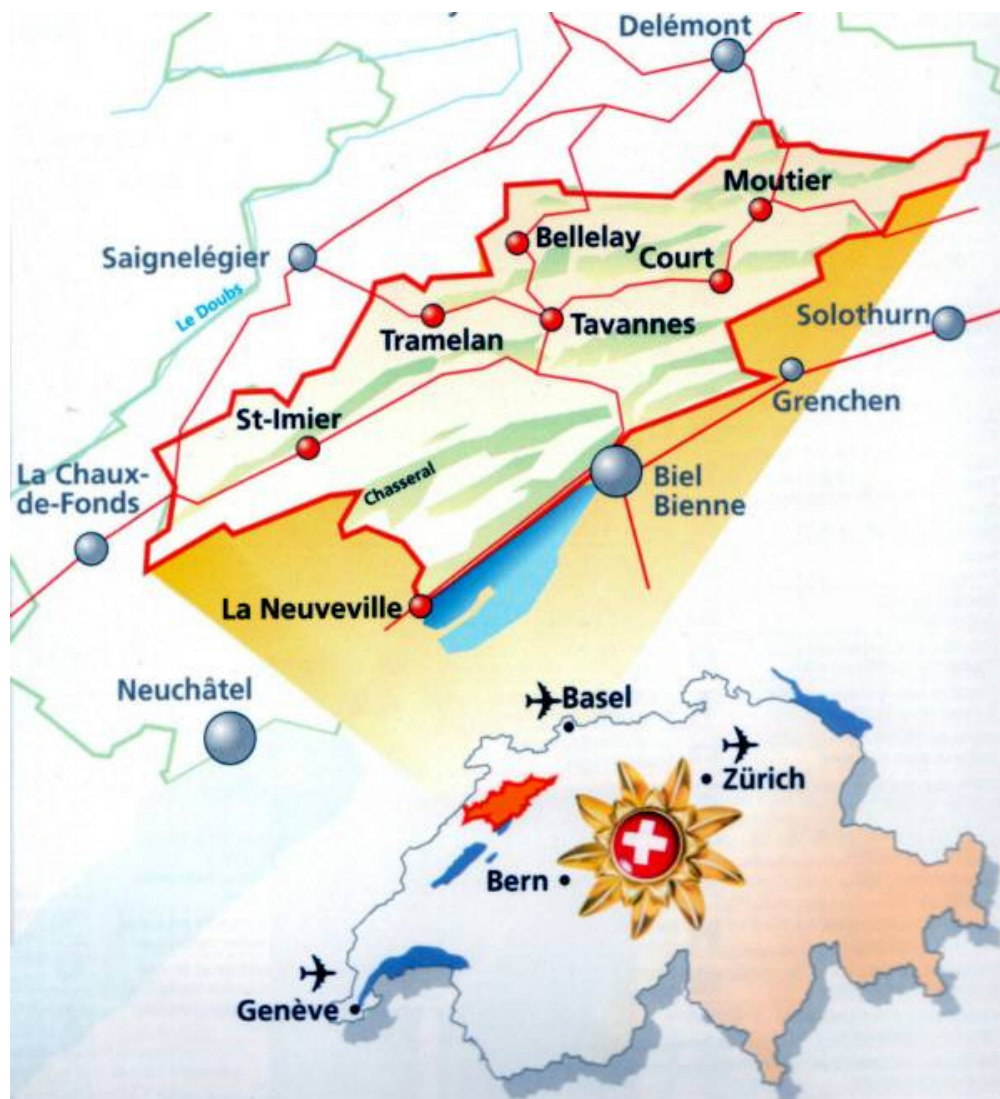 Delémont
Moutier
Bellelay
Court
Saignelégier
Le Doubs
Solothurn
Tramelan
Tavannes
Grenchen
St-Imier
La Chaux-
de-Fonds
Chasseral
Biel
Bienne
La Neuveville
Neuchâtel
Basel
Zürich
Bern
Genève